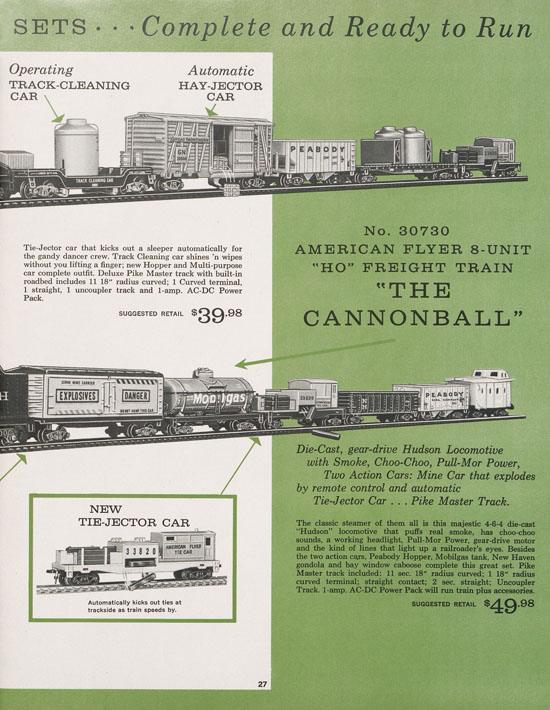 SETS · · · Complete and Ready to Run
Operating
TRACK-CLEANING
CAR
Automatic
HAY-JECTOR
CAR
TRACK CLEANING CAR
GN
PEABODY
Tie-Jector car that kicks out a sleeper automatically for
the gandy dancer crew. Track Cleaning car shines 'n wipes
without you lifting a finger; new Hopper and Multi-purpose
car complete outfit. Deluxe Pike Master track with built-in
roadbed includes 11 18" radius curved; 1 Curved terminal,
1 straight, 1 uncoupler track and 1-amp. AC-DC Power
Pack.
SUGGESTED RETAIL $39.98
No. 30730
AMERICAN FLYER 8-UNIT
"HO" FREIGHT TRAIN
"THE
CANNONBALL"
H
EXPLOSIVES
DANGER
Mobilgas
PEABODY
Die-Cast, gear-drive Hudson Locomotive
with Smoke, Choo-Choo, Pull-Mor Power,
Two Action Cars: Mine Car that explodes
by remote control and automatic
Tie-Jector Car . . . Pike Master Track.
NEW
TIE-JECTOR CAR
33820
AMERICAN FLYER
TIE CAR
Automatically kicks out ties at
trackside as train speeds by.
The classic steamer of them all is this majestic 4-6-4 die-cast
"Hudson" locomotive that puffs real smoke, has choo-choo
sounds, a working headlight, Pull-Mor Power, gear-drive motor
and the kind of lines that light up a railroader's eyes. Besides
the two action cars, Peabody Hopper, Mobilgas tank, New Haven
gondola and bay window caboose complete this great set. Pike
Master track included: 11 sec. 18" radius curved; 1 18" radius
curved terminal; straight contact; 2 sec. straight; Uncoupler
Track. 1-amp. AC-DC Power Pack will run train plus accessories.
SUGGESTED RETAIL $49.98
27